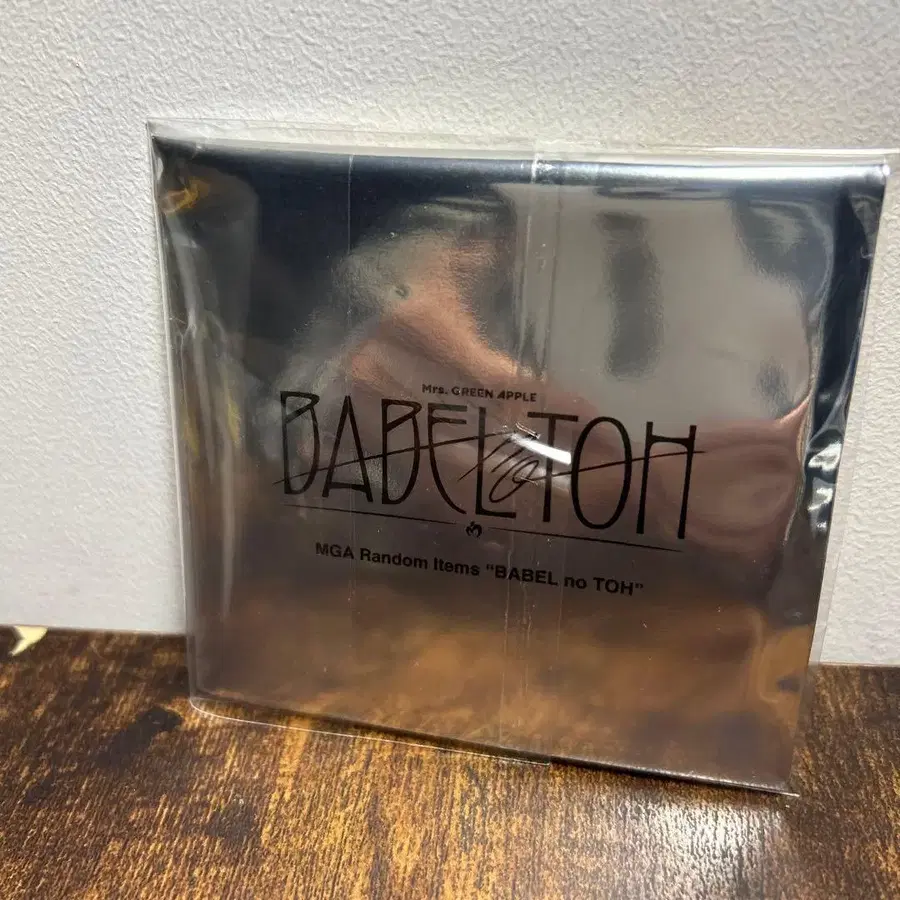 Mrs. GREEN APPLE
BABEL no TOH
MGA Random Items "BABEL no TOH"